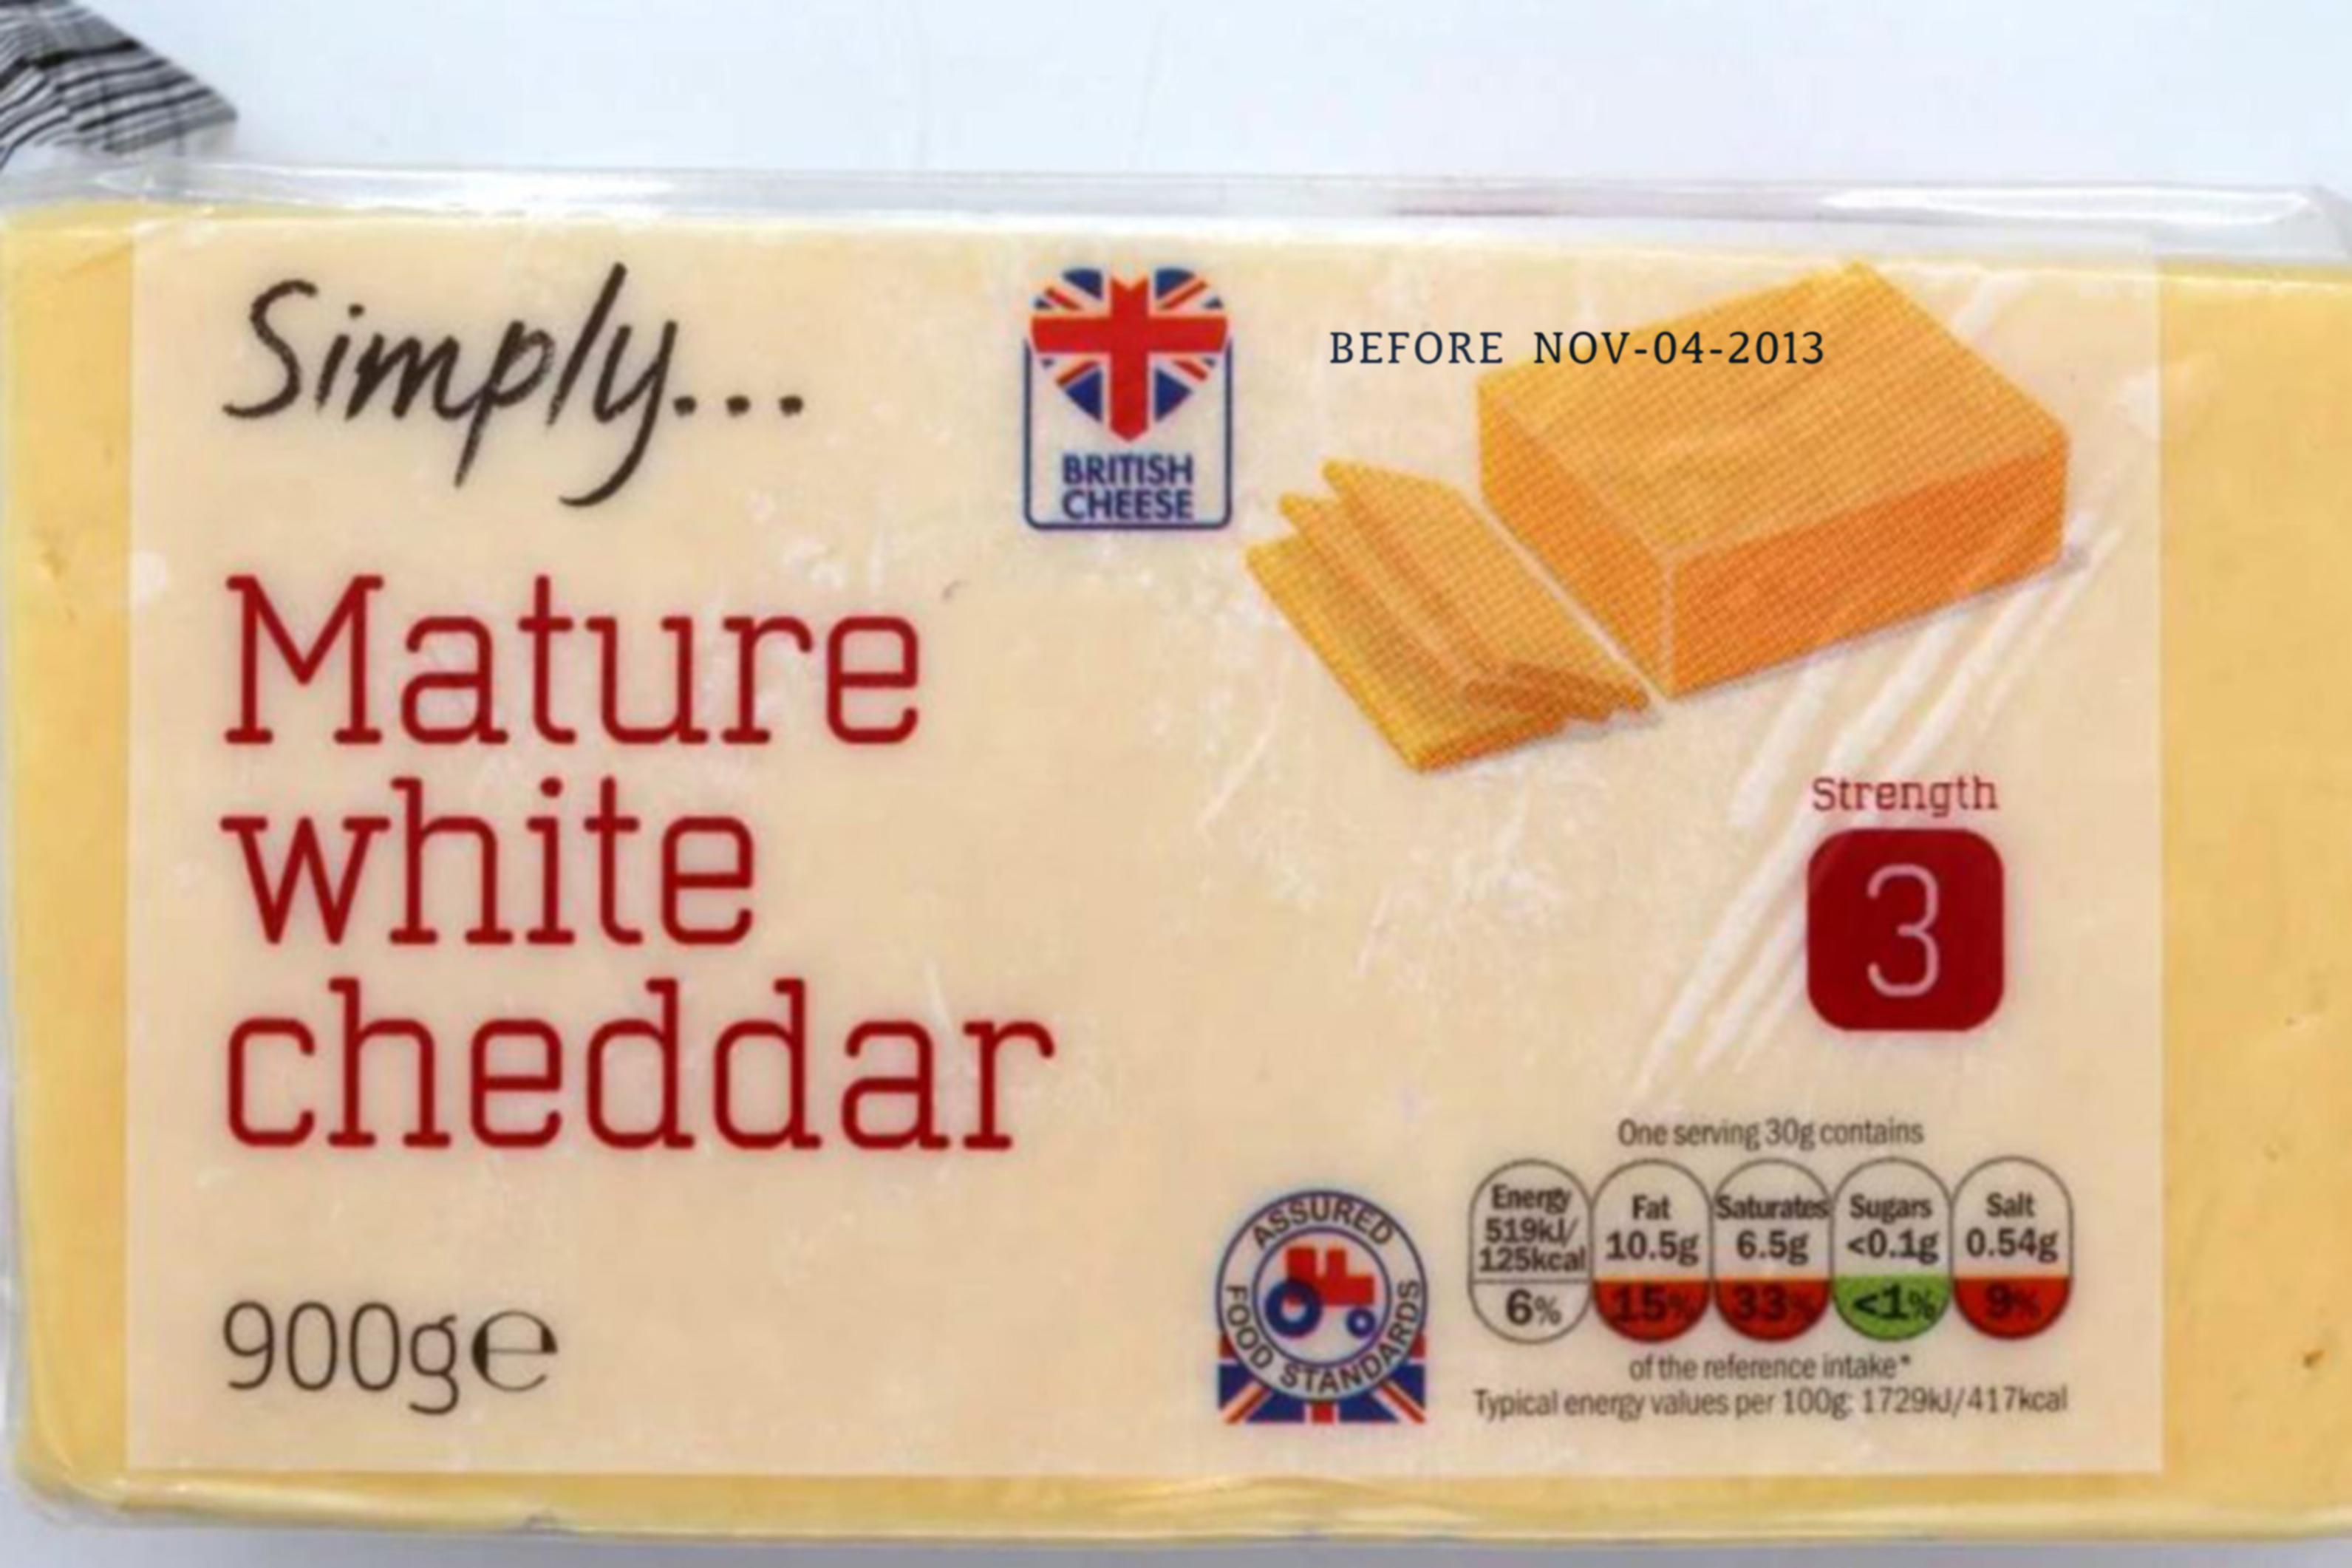 Simply...
BRITISH
CHEESE
BEFORE NOV-04-2013
Mature
white
cheddar
Strength
3
900g℮
ASSURED
FOOD STANDARDS
One serving 30g contains
Energy 519kJ/ 125kcal 6%
Fat 10.5g 15%
Saturates 6.5g 33%
Sugars <0.1g <1%
Salt 0.54g 9%
of the reference intake*
Typical energy values per 100g: 1729kJ/417kcal